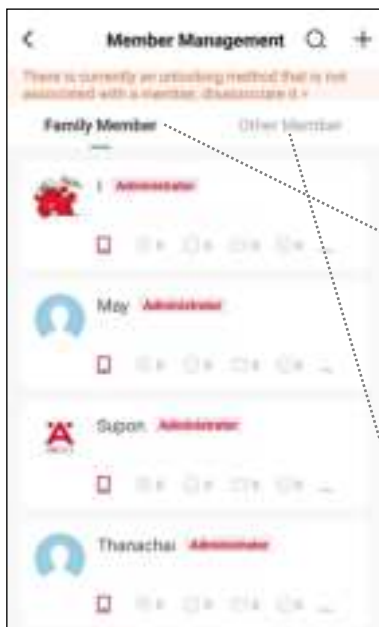 Member Management
There is currently an unlocking method that is not
associated with a member, disassociate it >
Family Member
Other Member
I Administrator
May Administrator
Supon Administrator
Thanachai Administrator